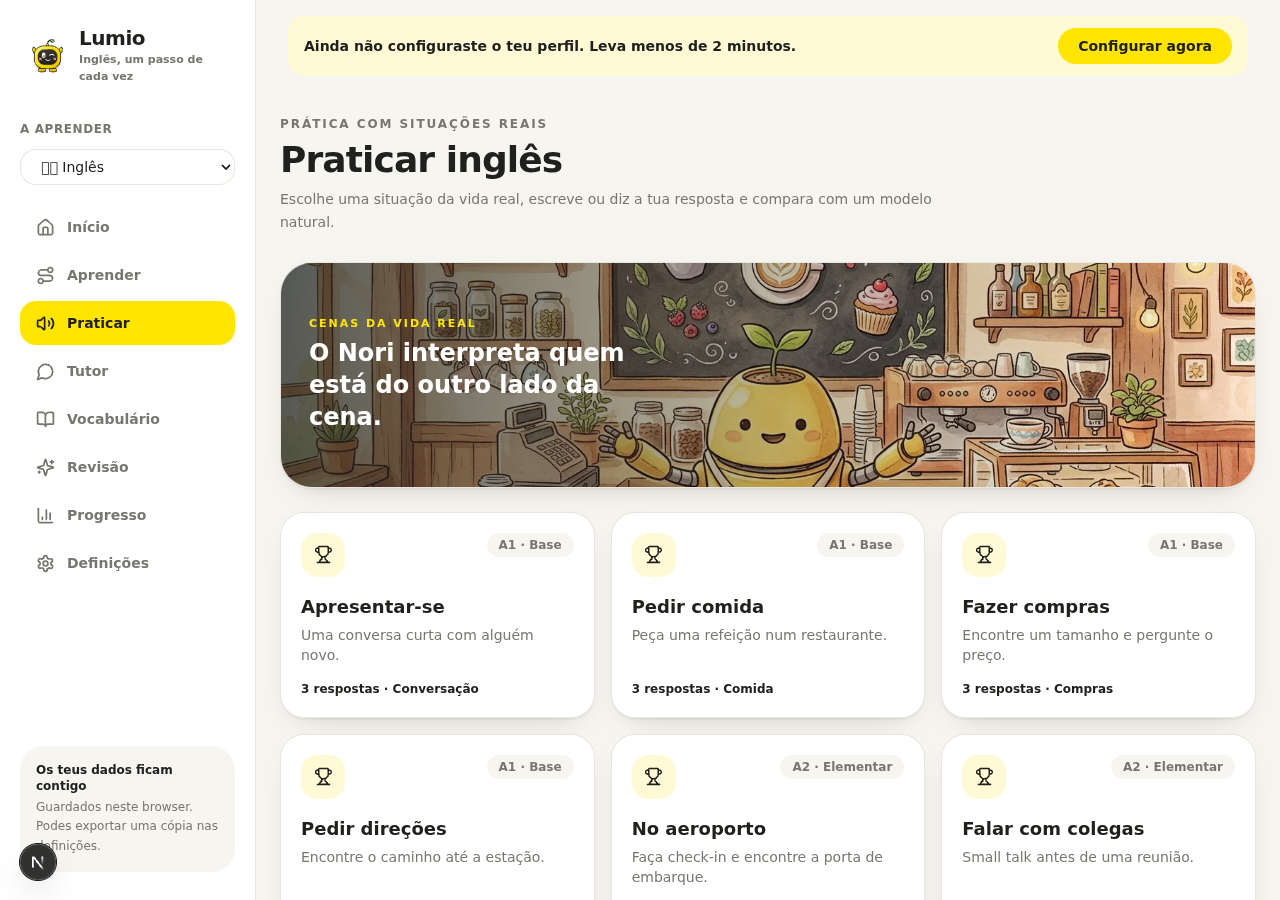 Lumio
Inglês, um passo de
cada vez
A APRENDER
Inglês
Início
Aprender
Praticar
Tutor
Vocabulário
Revisão
Progresso
Definições
Os teus dados ficam
contigo
Guardados neste browser.
Podes exportar uma cópia nas
definições.
N
Ainda não configuraste o teu perfil. Leva menos de 2 minutos.
Configurar agora
PRÁTICA COM SITUAÇÕES REAIS
Praticar inglês
Escolhe uma situação da vida real, escreve ou diz a tua resposta e compara com um modelo
natural.
CENAS DA VIDA REAL
O Nori interpreta quem
está do outro lado da
cena.
A1 · Base
Apresentar-se
Uma conversa curta com alguém
novo.
3 respostas · Conversação
A1 · Base
Pedir comida
Peça uma refeição num restaurante.
3 respostas · Comida
A1 · Base
Fazer compras
Encontre um tamanho e pergunte o
preço.
3 respostas · Compras
A1 · Base
Pedir direções
Encontre o caminho até a estação.
A2 · Elementar
No aeroporto
Faça check-in e encontre a porta de
embarque.
A2 · Elementar
Falar com colegas
Small talk antes de uma reunião.